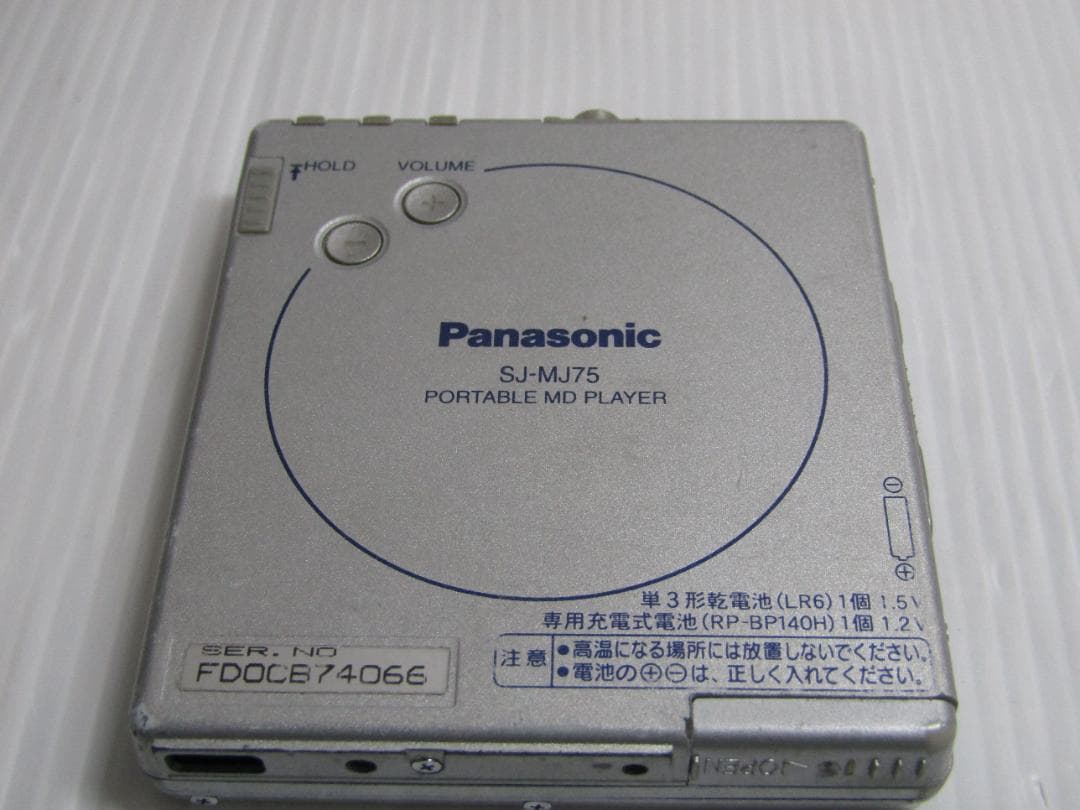 HOLD
VOLUME
+
−
Panasonic
SJ-MJ75
PORTABLE MD PLAYER
⊖
⊕
単3形乾電池(LR6)1個 1.5V
専用充電式電池(RP-BP140H)1個 1.2V
注意
•高温になる場所には放置しないでください。
•電池の⊕⊖は、正しく入れてください。
SER. NO
FD0CB74066
OPEN